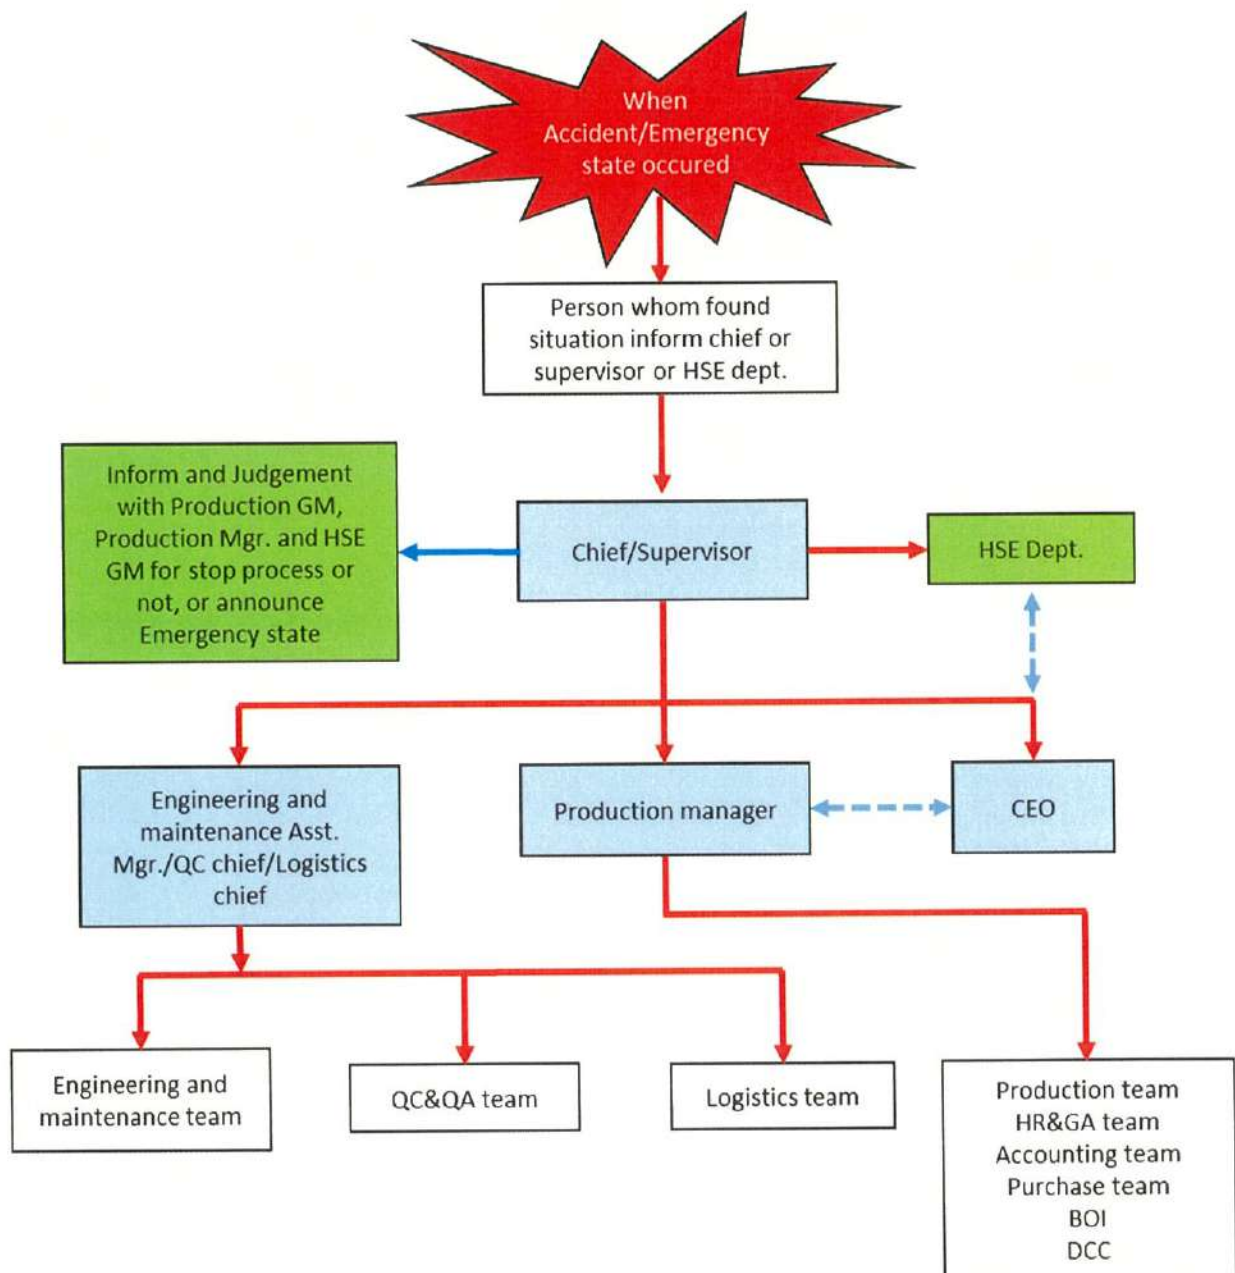 When
Accident/Emergency
state occured
Person whom found
situation inform chief or
supervisor or HSE dept.
Inform and Judgement
with Production GM,
Production Mgr. and HSE
GM for stop process or
not, or announce
Emergency state
Chief/Supervisor
HSE Dept.
Engineering and
maintenance Asst.
Mgr./QC chief/Logistics
chief
Production manager
CEO
Engineering and
maintenance team
QC&QA team
Logistics team
Production team
HR&GA team
Accounting team
Purchase team
BOI
DCC